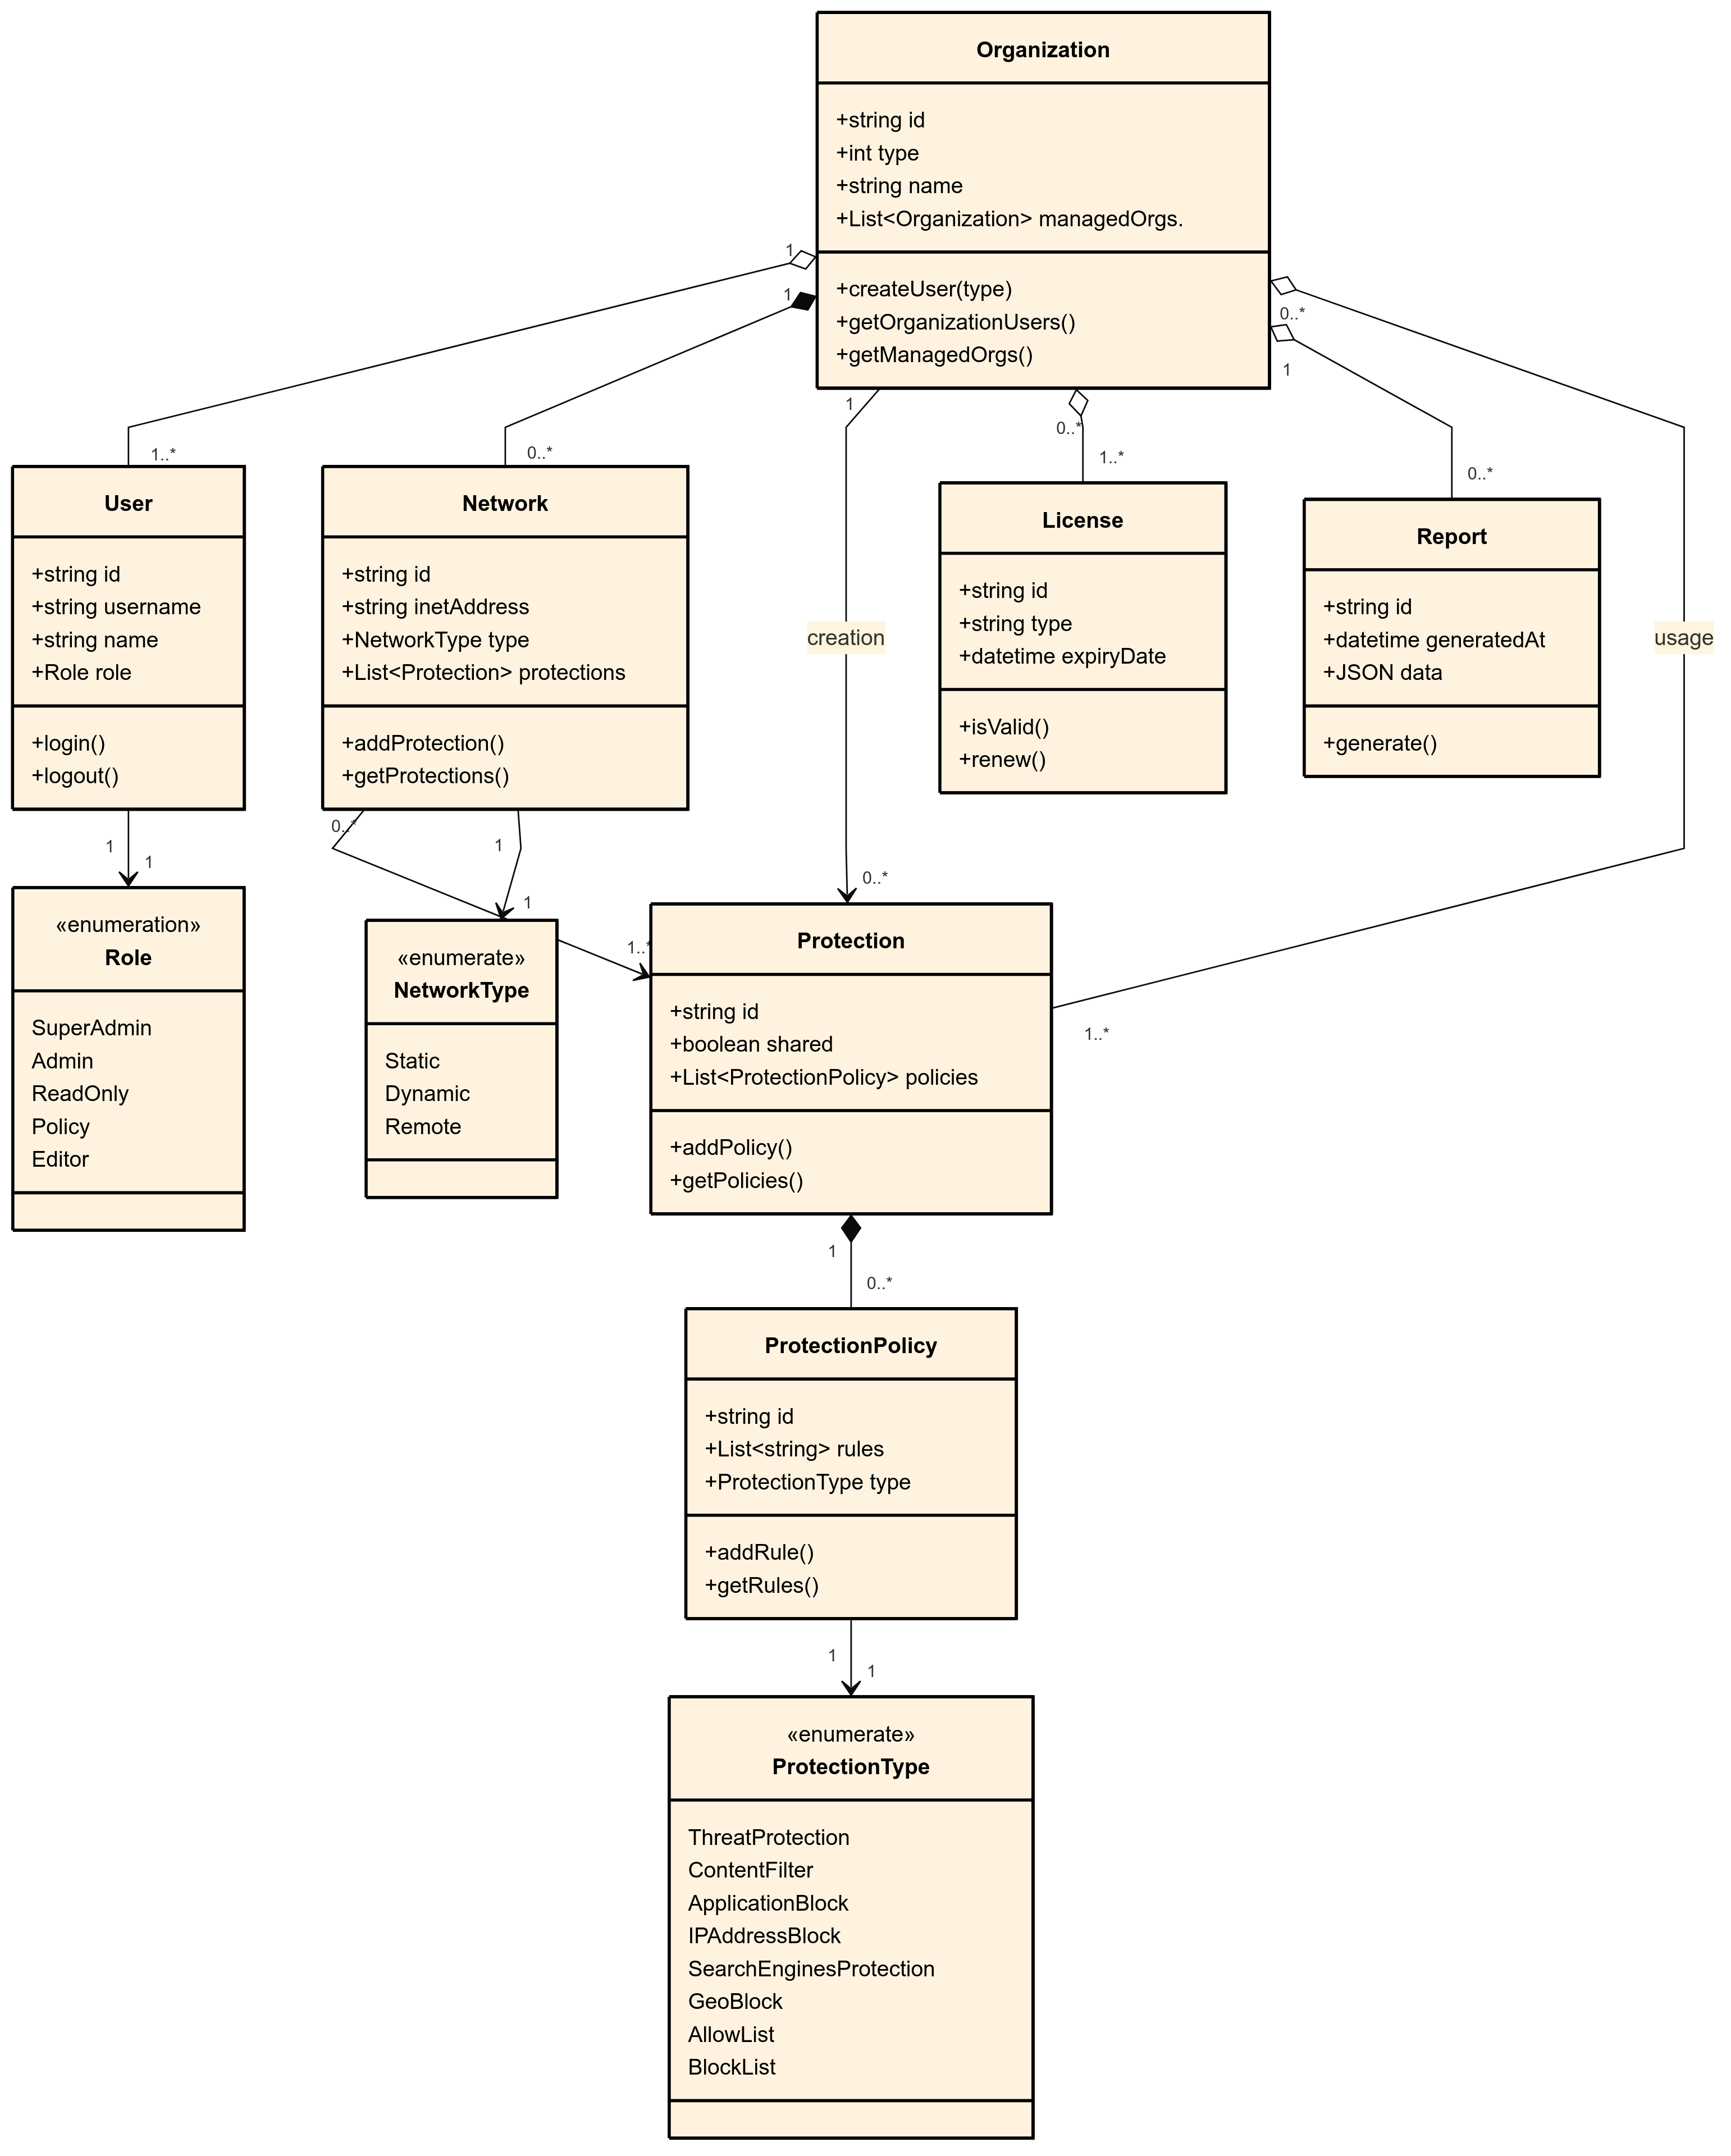 Organization
+string id
+int type
+string name
+List<Organization> managedOrgs.
+createUser(type)
+getOrganizationUsers()
+getManagedOrgs()
1
1
0..*
1
1
0..*
1..*
0..*
1..*
0..*
User
+string id
+string username
+string name
+Role role
+login()
+logout()
Network
+string id
+string inetAddress
+NetworkType type
+List<Protection> protections
+addProtection()
+getProtections()
creation
License
+string id
+string type
+datetime expiryDate
+isValid()
+renew()
Report
+string id
+datetime generatedAt
+JSON data
+generate()
usage
1
1
0..*
1
1
1..*
0..*
1..*
«enumeration»
Role
SuperAdmin
Admin
ReadOnly
Policy
Editor
«enumerate»
NetworkType
Static
Dynamic
Remote
Protection
+string id
+boolean shared
+List<ProtectionPolicy> policies
+addPolicy()
+getPolicies()
1
0..*
ProtectionPolicy
+string id
+List<string> rules
+ProtectionType type
+addRule()
+getRules()
1
1
«enumerate»
ProtectionType
ThreatProtection
ContentFilter
ApplicationBlock
IPAddressBlock
SearchEnginesProtection
GeoBlock
AllowList
BlockList